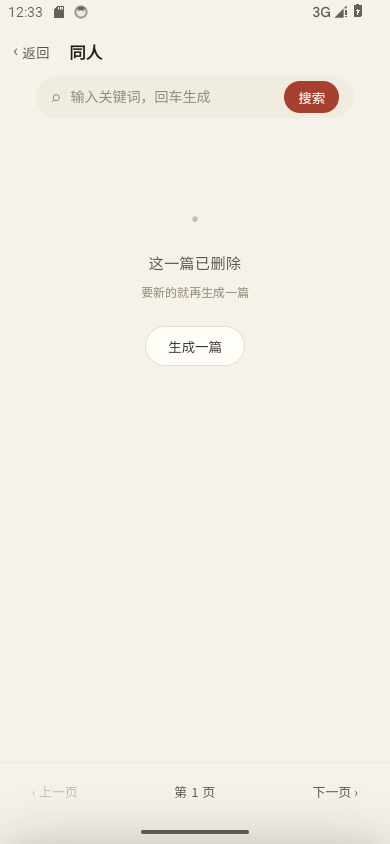 12:33
3G
‹ 返回
同人
输入关键词，回车生成
搜索
这一篇已删除
要新的就再生成一篇
生成一篇
‹ 上一页
第 1 页
下一页 ›